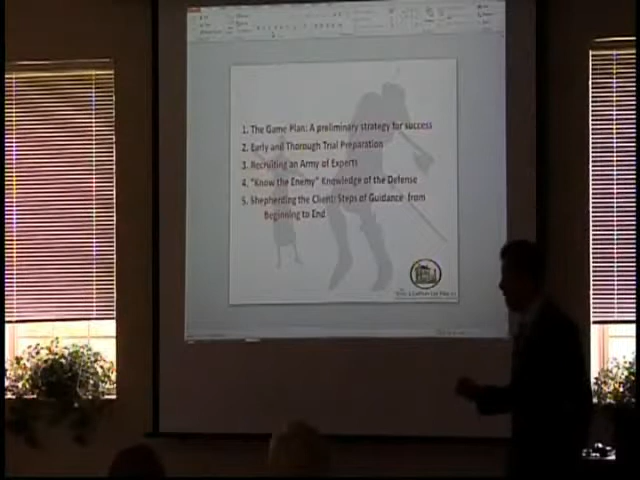 1. The Game Plan: A preliminary strategy for success
2. Early and Thorough Trial Preparation
3. Recruiting an Army of Experts
4. "Know the Enemy" Knowledge of the Defense
5. Shepherding the Client: Steps of Guidance from
Beginning to End